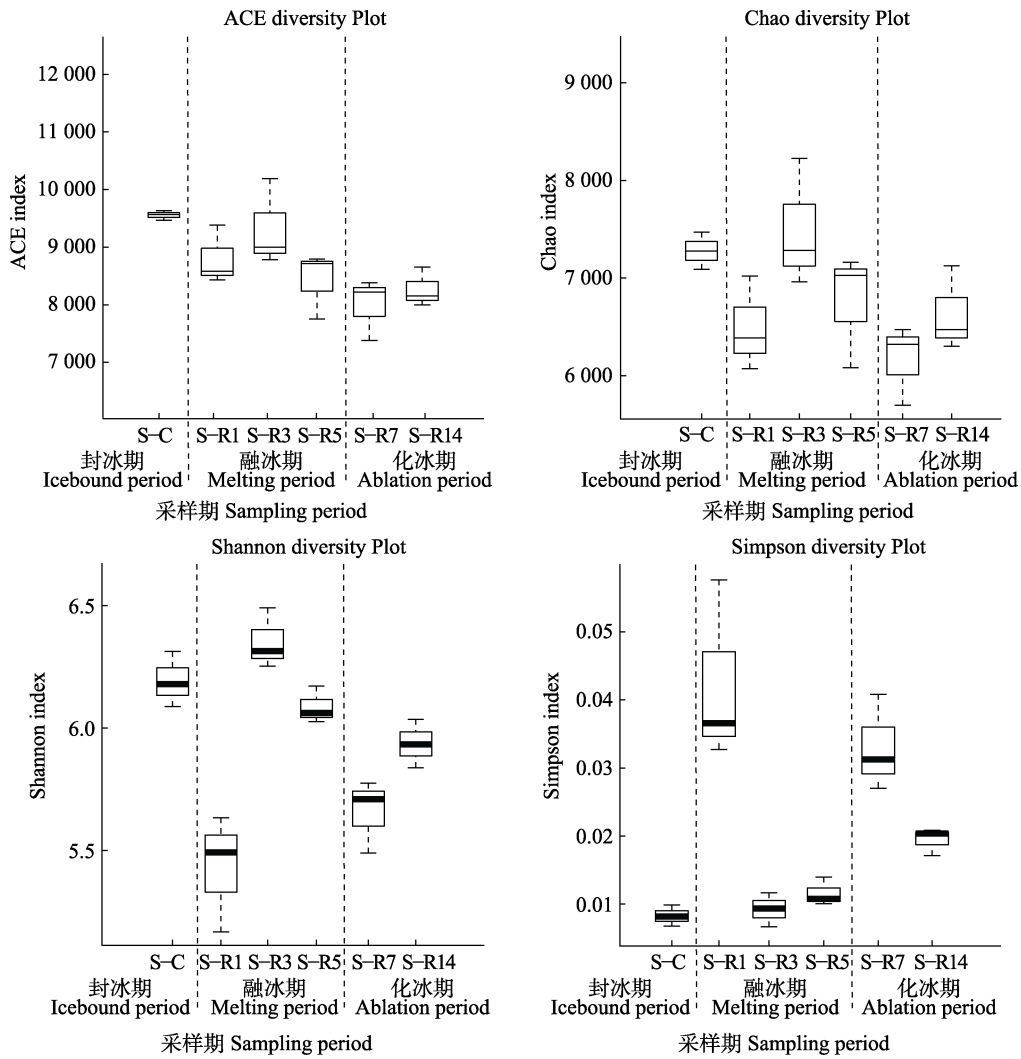 ACE diversity Plot
12 000
11 000
10 000
9 000
8 000
7 000
ACE index
S–C S–R1 S–R3 S–R5 S–R7 S–R14
封冰期 融冰期 化冰期
Icebound period Melting period Ablation period
采样期 Sampling period
Chao diversity Plot
9 000
8 000
7 000
6 000
Chao index
S–C S–R1 S–R3 S–R5 S–R7 S–R14
封冰期 融冰期 化冰期
Icebound period Melting period Ablation period
采样期 Sampling period
Shannon diversity Plot
6.5
6.0
5.5
Shannon index
S–C S–R1 S–R3 S–R5 S–R7 S–R14
封冰期 融冰期 化冰期
Icebound period Melting period Ablation period
采样期 Sampling period
Simpson diversity Plot
0.05
0.04
0.03
0.02
0.01
Simpson index
S–C S–R1 S–R3 S–R5 S–R7 S–R14
封冰期 融冰期 化冰期
Icebound period Melting period Ablation period
采样期 Sampling period